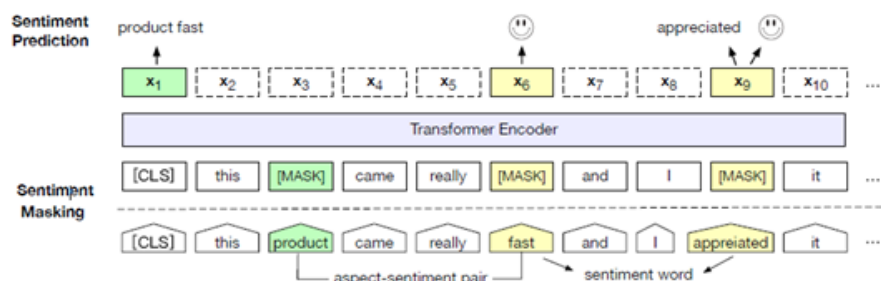 Sentiment
Prediction
product fast
appreciated
x1 x2 x3 x4 x5 x6 x7 x8 x9 x10 ...
Transformer Encoder
[CLS] this [MASK] came really [MASK] and I [MASK] it ...
Sentiment
Masking
[CLS] this product came really fast and I appreiated it ...
aspect-sentiment pair
sentiment word